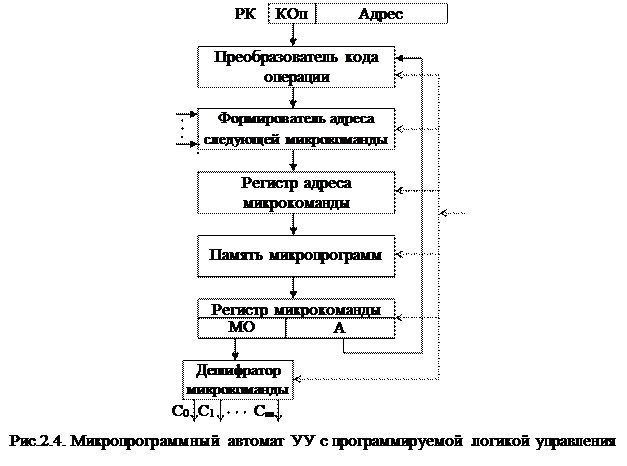 РК КОп Адрес
Преобразователь кода
операции
Формирователь адреса
следующей микрокоманды
Регистр адреса
микрокоманды
Память микропрограмм
Регистр микрокоманды
МО А
Дешифратор
микрокоманды
C0 C1 · · · Cm
Рис.2.4. Микропрограммный автомат УУ с программируемой логикой управления